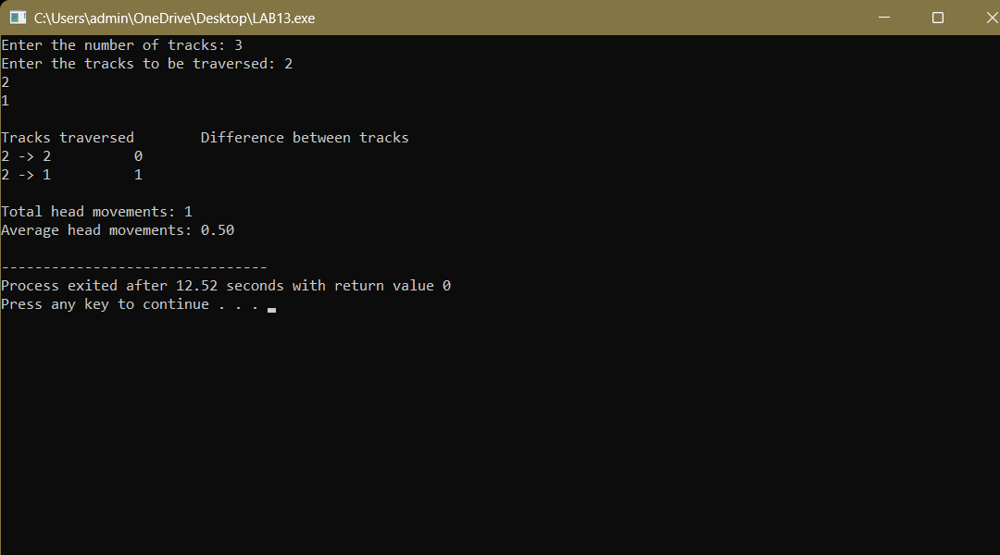 C:\Users\admin\OneDrive\Desktop\LAB13.exe
Enter the number of tracks: 3
Enter the tracks to be traversed: 2
2
1
Tracks traversed        Difference between tracks
2 -> 2          0
2 -> 1          1
Total head movements: 1
Average head movements: 0.50
--------------------------------
Process exited after 12.52 seconds with return value 0
Press any key to continue . . .